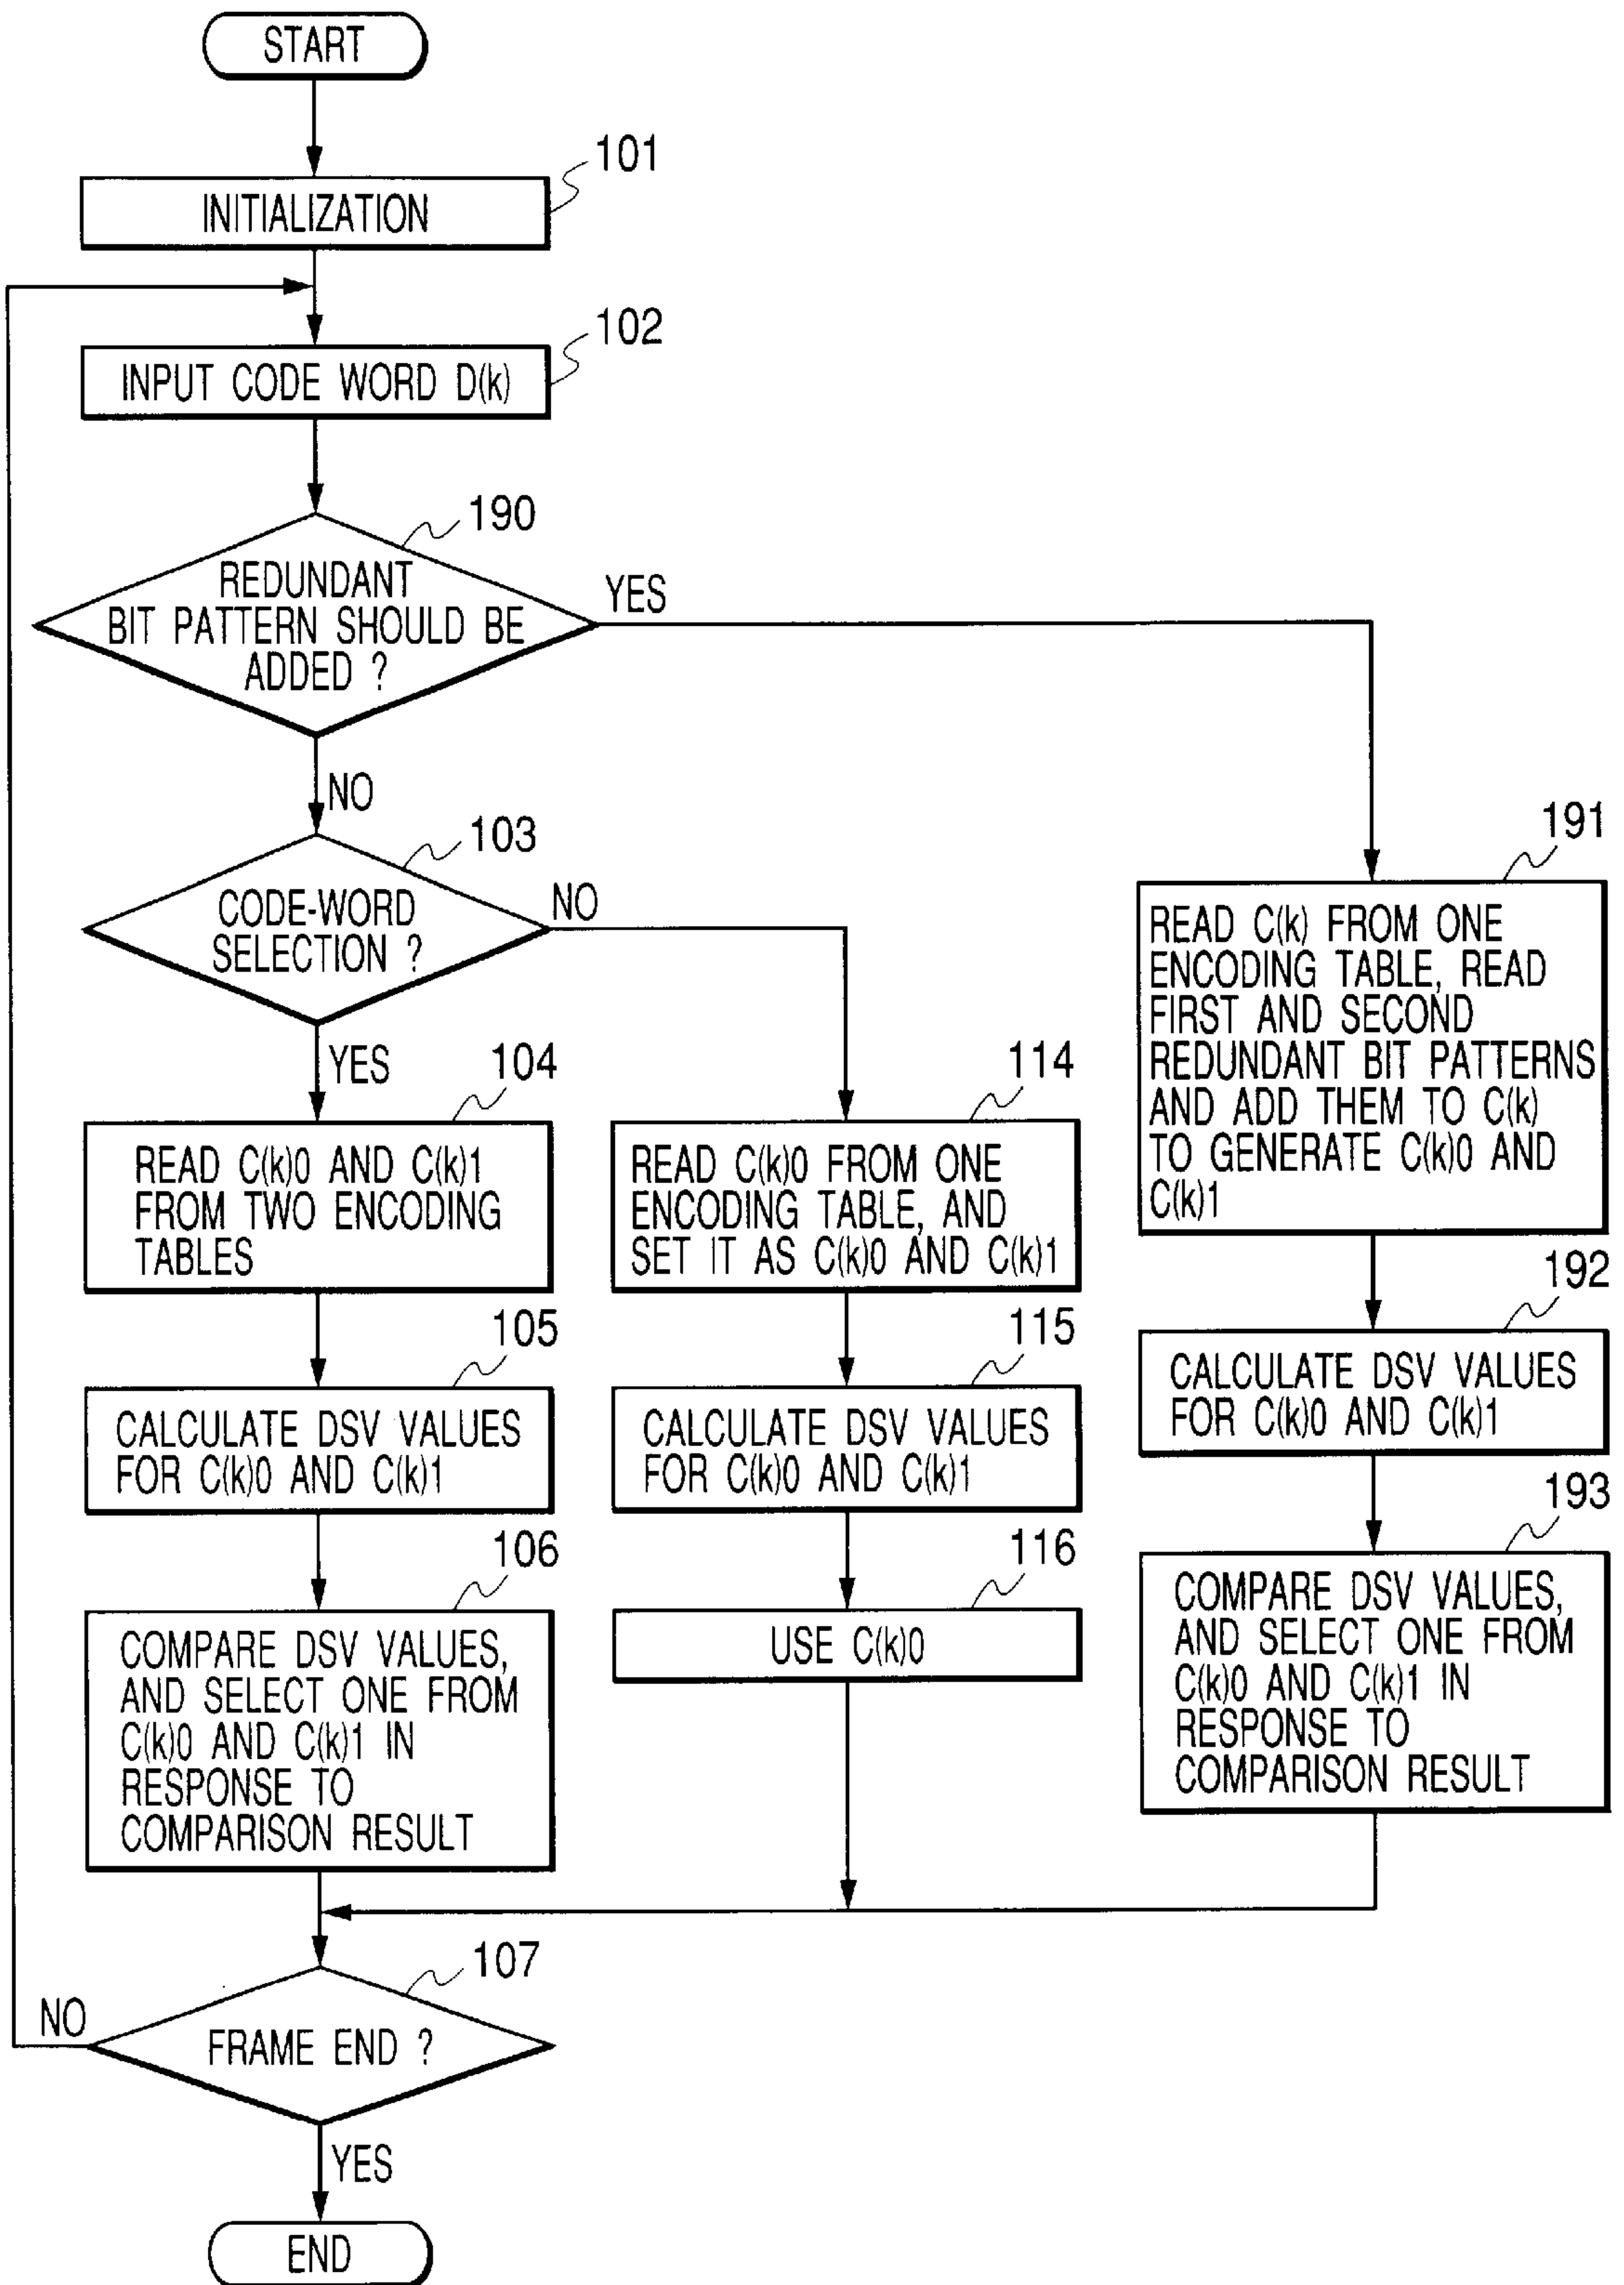 START
101
INITIALIZATION
102
INPUT CODE WORD D(k)
190
REDUNDANT
BIT PATTERN SHOULD BE
ADDED ?
YES
NO
103
CODE-WORD
SELECTION ?
NO
YES
104
READ C(k)0 AND C(k)1
FROM TWO ENCODING
TABLES
105
CALCULATE DSV VALUES
FOR C(k)0 AND C(k)1
106
COMPARE DSV VALUES,
AND SELECT ONE FROM
C(k)0 AND C(k)1 IN
RESPONSE TO
COMPARISON RESULT
114
READ C(k)0 FROM ONE
ENCODING TABLE, AND
SET IT AS C(k)0 AND C(k)1
115
CALCULATE DSV VALUES
FOR C(k)0 AND C(k)1
116
USE C(k)0
191
READ C(k) FROM ONE
ENCODING TABLE, READ
FIRST AND SECOND
REDUNDANT BIT PATTERNS
AND ADD THEM TO C(k)
TO GENERATE C(k)0 AND
C(k)1
192
CALCULATE DSV VALUES
FOR C(k)0 AND C(k)1
193
COMPARE DSV VALUES,
AND SELECT ONE FROM
C(k)0 AND C(k)1 IN
RESPONSE TO
COMPARISON RESULT
107
NO
FRAME END ?
YES
END